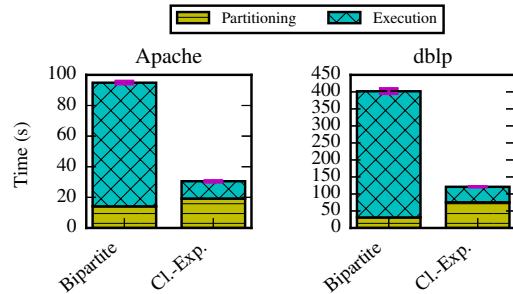 Partitioning Execution
Apache
100
80
60
40
20
0
Time (s)
Bipartite
Cl.-Exp.
dblp
450
400
350
300
250
200
150
100
50
0
Bipartite
Cl.-Exp.